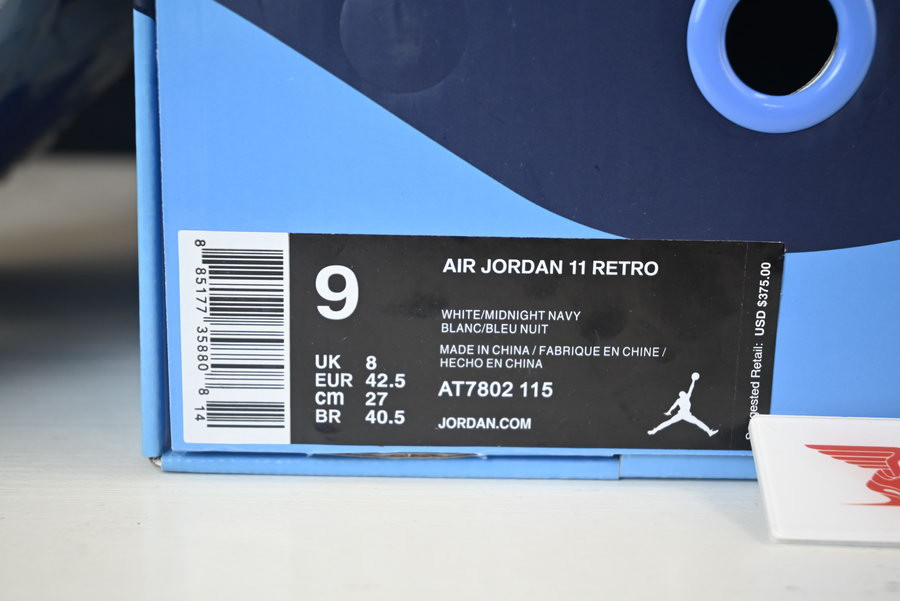 8 85177 35880 8 14
9
AIR JORDAN 11 RETRO
WHITE/MIDNIGHT NAVY
BLANC/BLEU NUIT
MADE IN CHINA / FABRIQUE EN CHINE /
HECHO EN CHINA
UK 8
EUR 42.5
cm 27
BR 40.5
AT7802 115
JORDAN.COM
Retail: USD $375.00